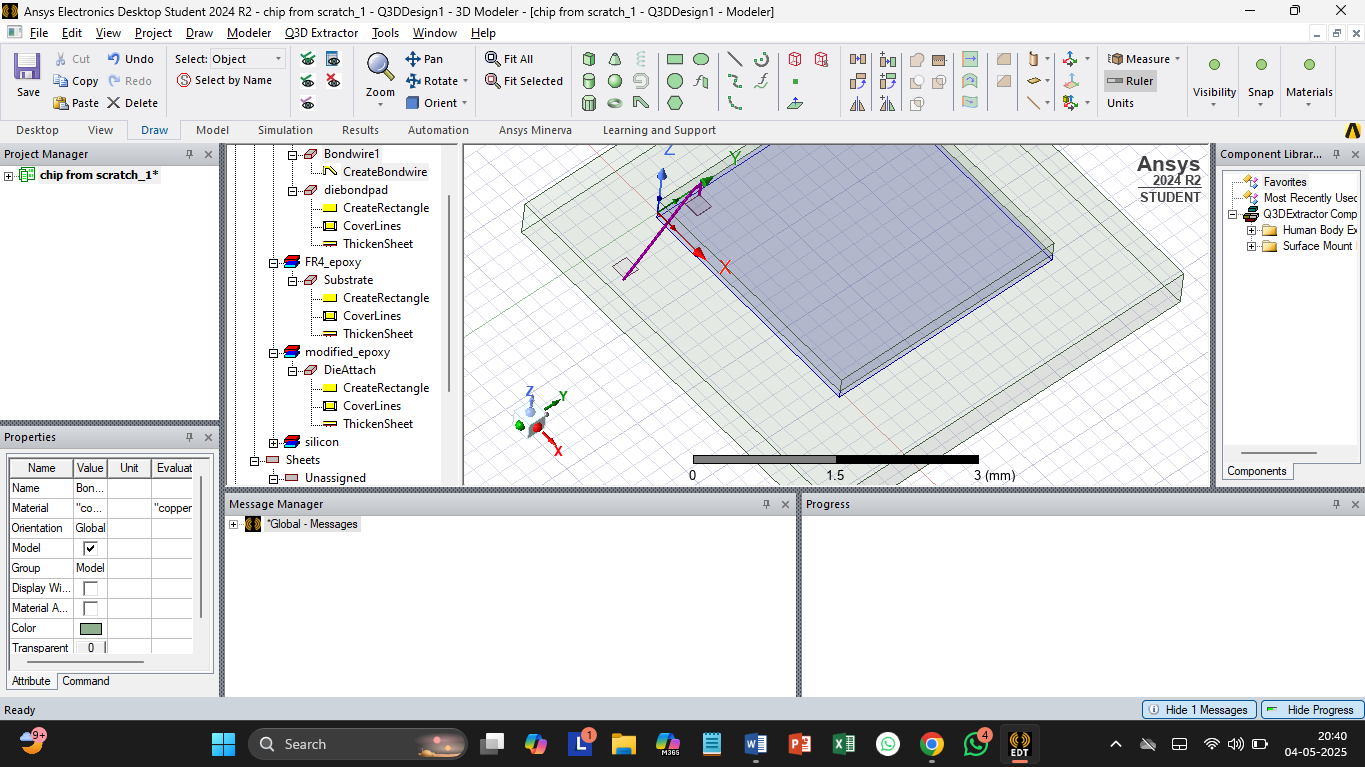 Ansys Electronics Desktop Student 2024 R2 - chip from scratch_1 - Q3DDesign1 - 3D Modeler - [chip from scratch_1 - Q3DDesign1 - Modeler]
File Edit View Project Draw Modeler Q3D Extractor Tools Window Help
Save
Cut
Copy
Paste
Undo
Redo
Delete
Select: Object
Select by Name
Zoom
Pan
Rotate
Orient
Fit All
Fit Selected
Measure
Ruler
Units
Visibility
Snap
Materials
Desktop View Draw Model Simulation Results Automation Ansys Minerva Learning and Support
Project Manager
chip from scratch_1*
Properties
Name Value Unit Evaluat
Name Bon...
Material "co... "copper
Orientation Global
Model
Group Model
Display Wi...
Material A...
Color
Transparent 0
Attribute Command
Bondwire1
CreateBondwire
diebondpad
CreateRectangle
CoverLines
ThickenSheet
FR4_epoxy
Substrate
CreateRectangle
CoverLines
ThickenSheet
modified_epoxy
DieAttach
CreateRectangle
CoverLines
ThickenSheet
silicon
Sheets
Unassigned
Z
Y
X
Z
Y
X
Ansys
2024 R2
STUDENT
0 1.5 3 (mm)
Component Librar...
Favorites
Most Recently Used
Q3DExtractor Comp
Human Body Ex
Surface Mount
Components
Message Manager
*Global - Messages
Progress
Ready
Hide 1 Messages
Hide Progress
9+
Search
M365
L
1
4
EDT
20:40
04-05-2025